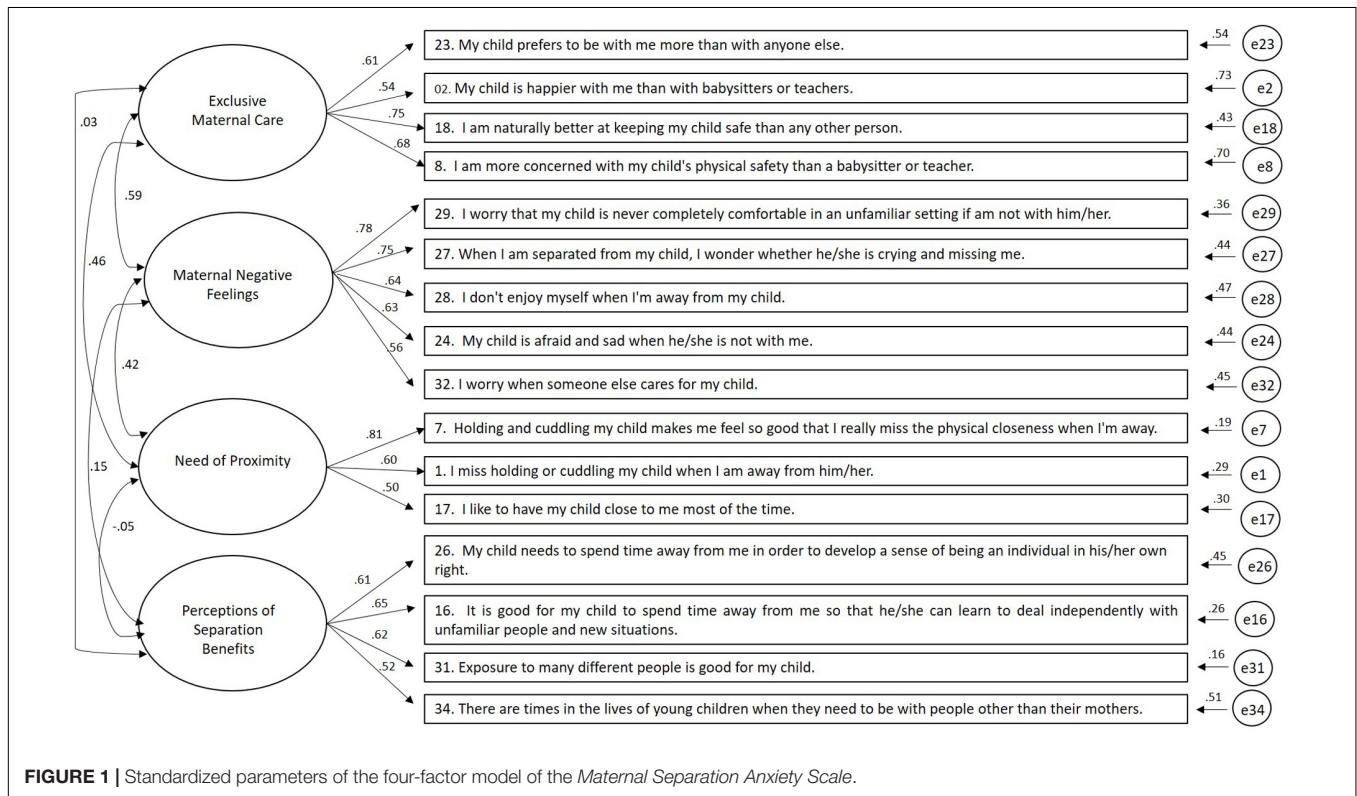 .61
23. My child prefers to be with me more than with anyone else.
.54
e23
.54
02. My child is happier with me than with babysitters or teachers.
.73
e2
Exclusive
Maternal Care
.75
18. I am naturally better at keeping my child safe than any other person.
.43
e18
.68
8. I am more concerned with my child's physical safety than a babysitter or teacher.
.70
e8
.03
.59
.46
.78
29. I worry that my child is never completely comfortable in an unfamiliar setting if am not with him/her.
.36
e29
.75
27. When I am separated from my child, I wonder whether he/she is crying and missing me.
.44
e27
Maternal Negative
Feelings
.64
28. I don't enjoy myself when I'm away from my child.
.47
e28
.63
24. My child is afraid and sad when he/she is not with me.
.44
e24
.56
32. I worry when someone else cares for my child.
.45
e32
.42
.81
7. Holding and cuddling my child makes me feel so good that I really miss the physical closeness when I'm away.
.19
e7
Need of Proximity
.60
1. I miss holding or cuddling my child when I am away from him/her.
.29
e1
.50
17. I like to have my child close to me most of the time.
.30
e17
.15
-.05
.61
26. My child needs to spend time away from me in order to develop a sense of being an individual in his/her own
right.
.45
e26
Perceptions of
Separation
Benefits
.65
16. It is good for my child to spend time away from me so that he/she can learn to deal independently with
unfamiliar people and new situations.
.26
e16
.62
31. Exposure to many different people is good for my child.
.16
e31
.52
34. There are times in the lives of young children when they need to be with people other than their mothers.
.51
e34
FIGURE 1 | Standardized parameters of the four-factor model of the Maternal Separation Anxiety Scale.